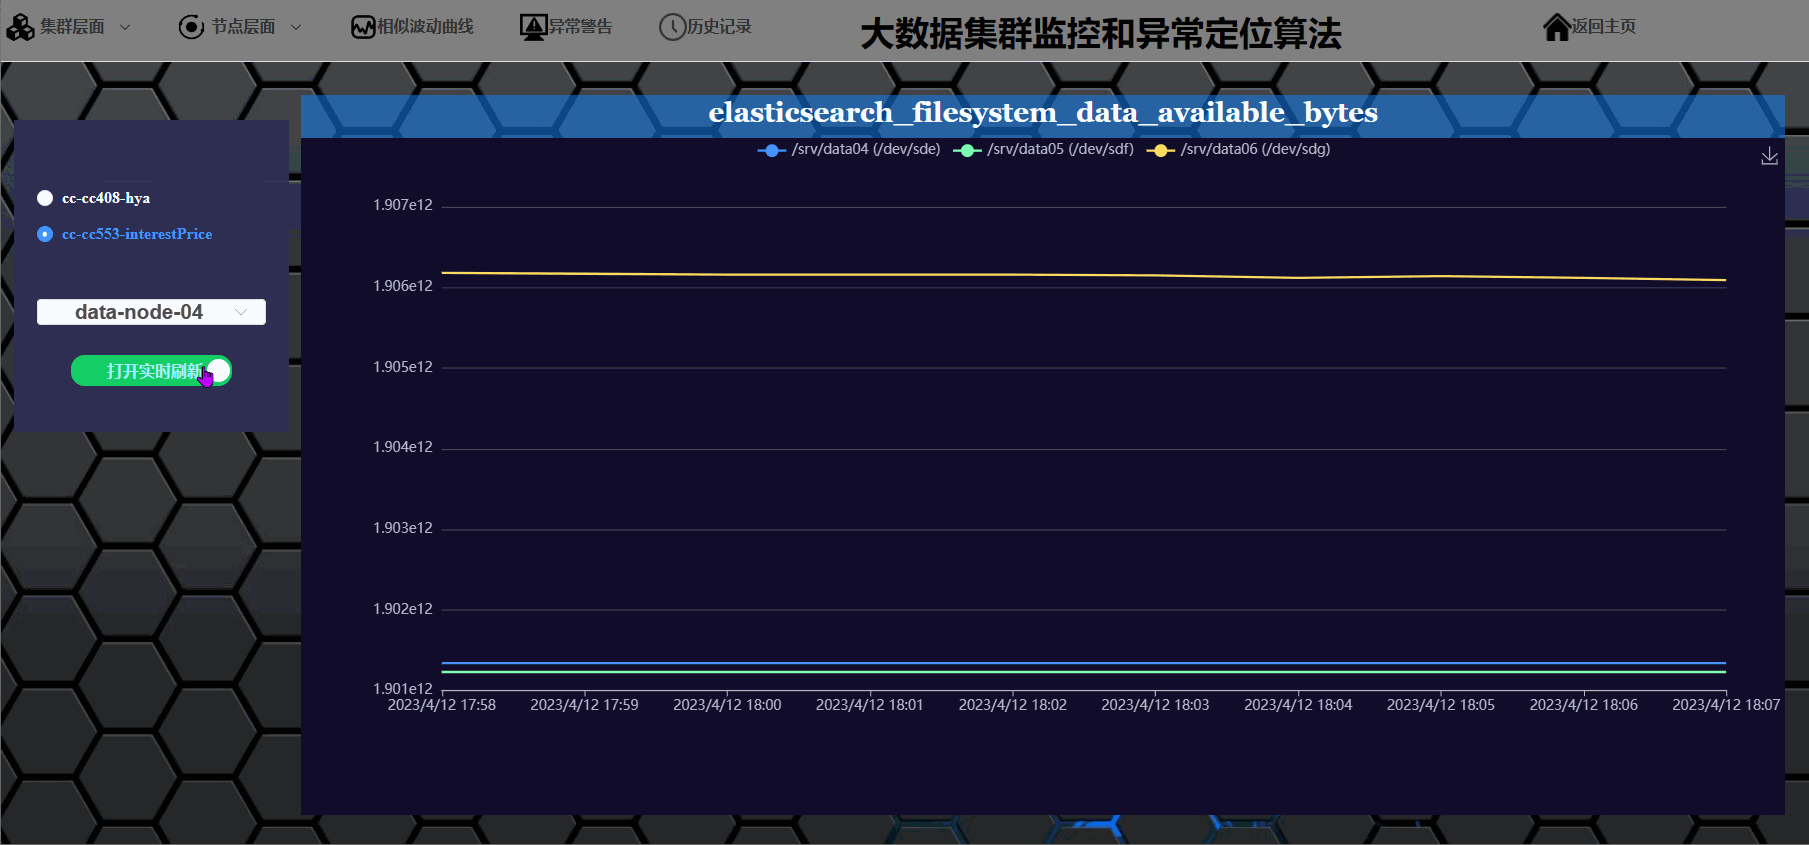 集群层面
节点层面
相似波动曲线
异常警告
历史记录
大数据集群监控和异常定位算法
返回主页
elasticsearch_filesystem_data_available_bytes
/srv/data04 (/dev/sde)
/srv/data05 (/dev/sdf)
/srv/data06 (/dev/sdg)
cc-cc408-hya
cc-cc553-interestPrice
data-node-04
打开实时刷新
1.907e12
1.906e12
1.905e12
1.904e12
1.903e12
1.902e12
1.901e12
2023/4/12 17:58
2023/4/12 17:59
2023/4/12 18:00
2023/4/12 18:01
2023/4/12 18:02
2023/4/12 18:03
2023/4/12 18:04
2023/4/12 18:05
2023/4/12 18:06
2023/4/12 18:07